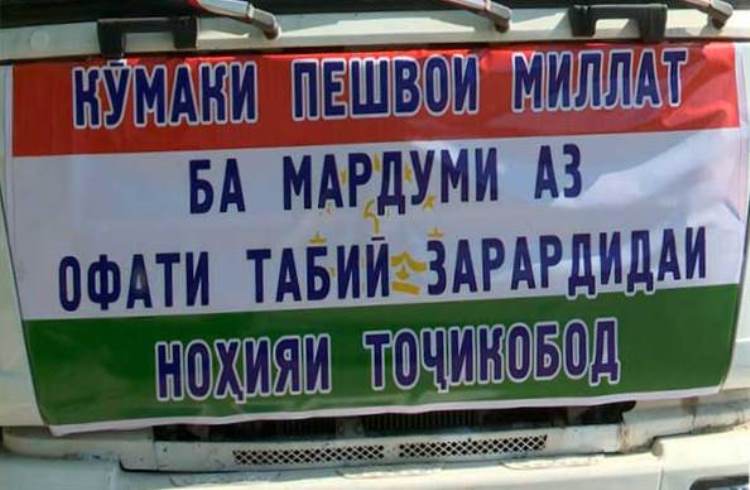 КӮМАКИ ПЕШВОИ МИЛЛАТ
БА МАРДУМИ АЗ
ОФАТИ ТАБИӢ ЗАРАРДИДАИ
НОҲИЯИ ТОҶИКОБОД